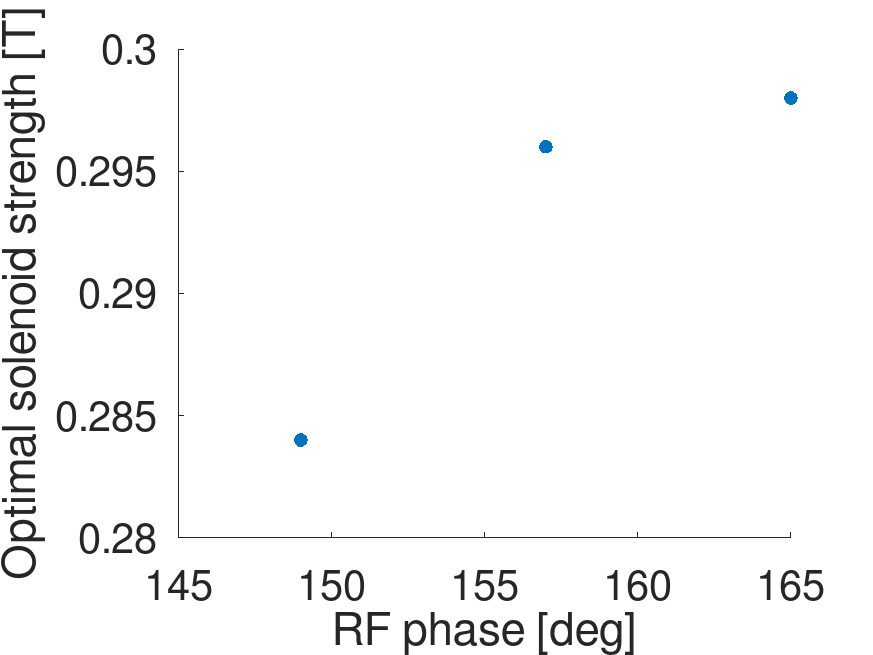 Optimal solenoid strength [T]
0.3
0.295
0.29
0.285
0.28
145 150 155 160 165
RF phase [deg]